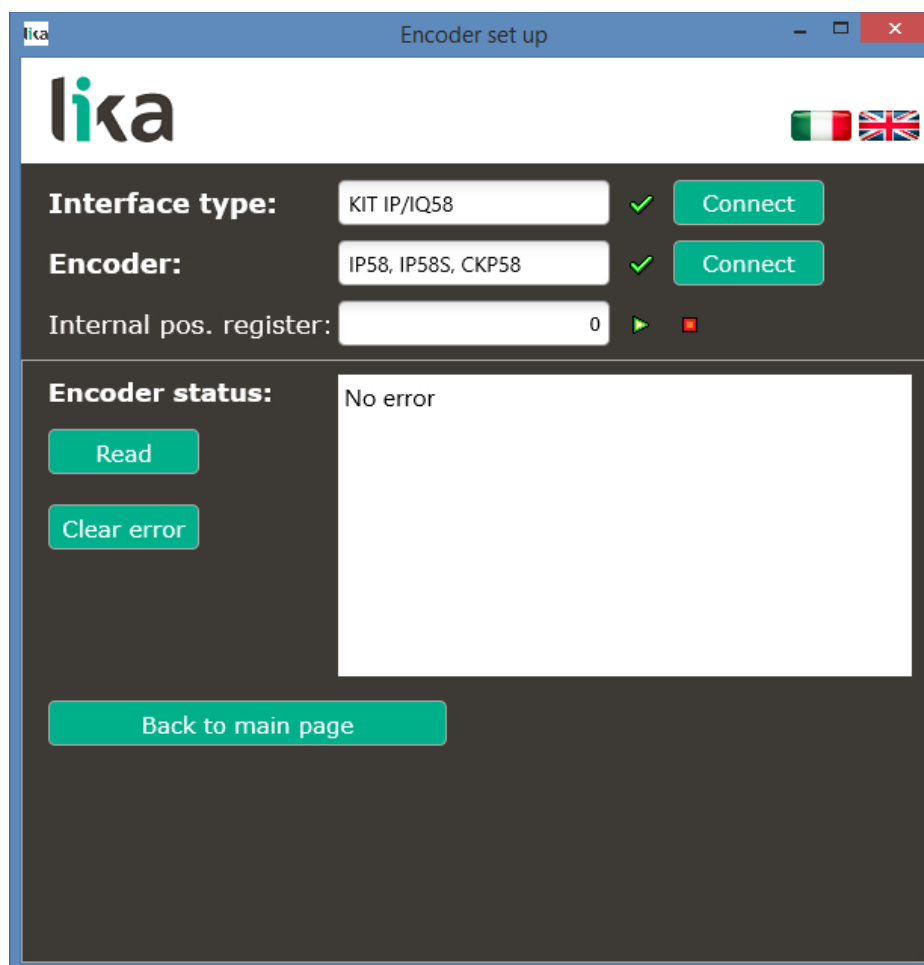 lika
Encoder set up
lika
Interface type:
KIT IP/IQ58
Connect
Encoder:
IP58, IP58S, CKP58
Connect
Internal pos. register:
0
Encoder status:
No error
Read
Clear error
Back to main page